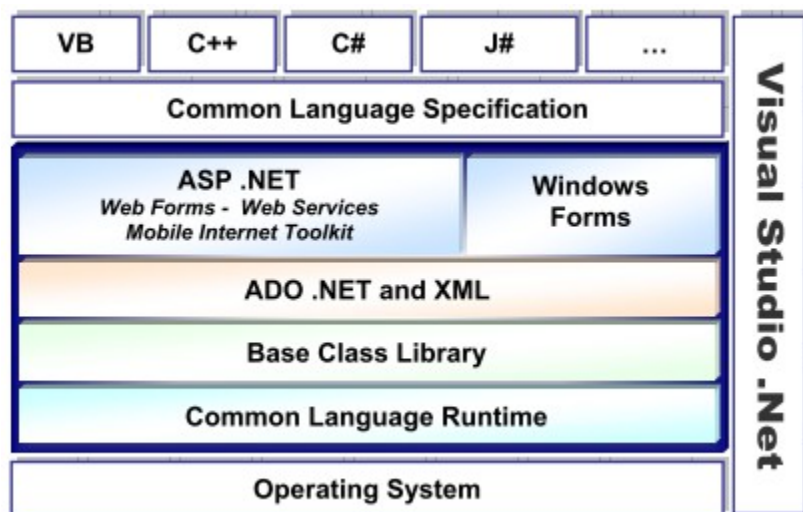 VB
C++
C#
J#
...
Common Language Specification
ASP .NET
Web Forms - Web Services
Mobile Internet Toolkit
Windows
Forms
ADO .NET and XML
Base Class Library
Common Language Runtime
Operating System
Visual Studio .Net